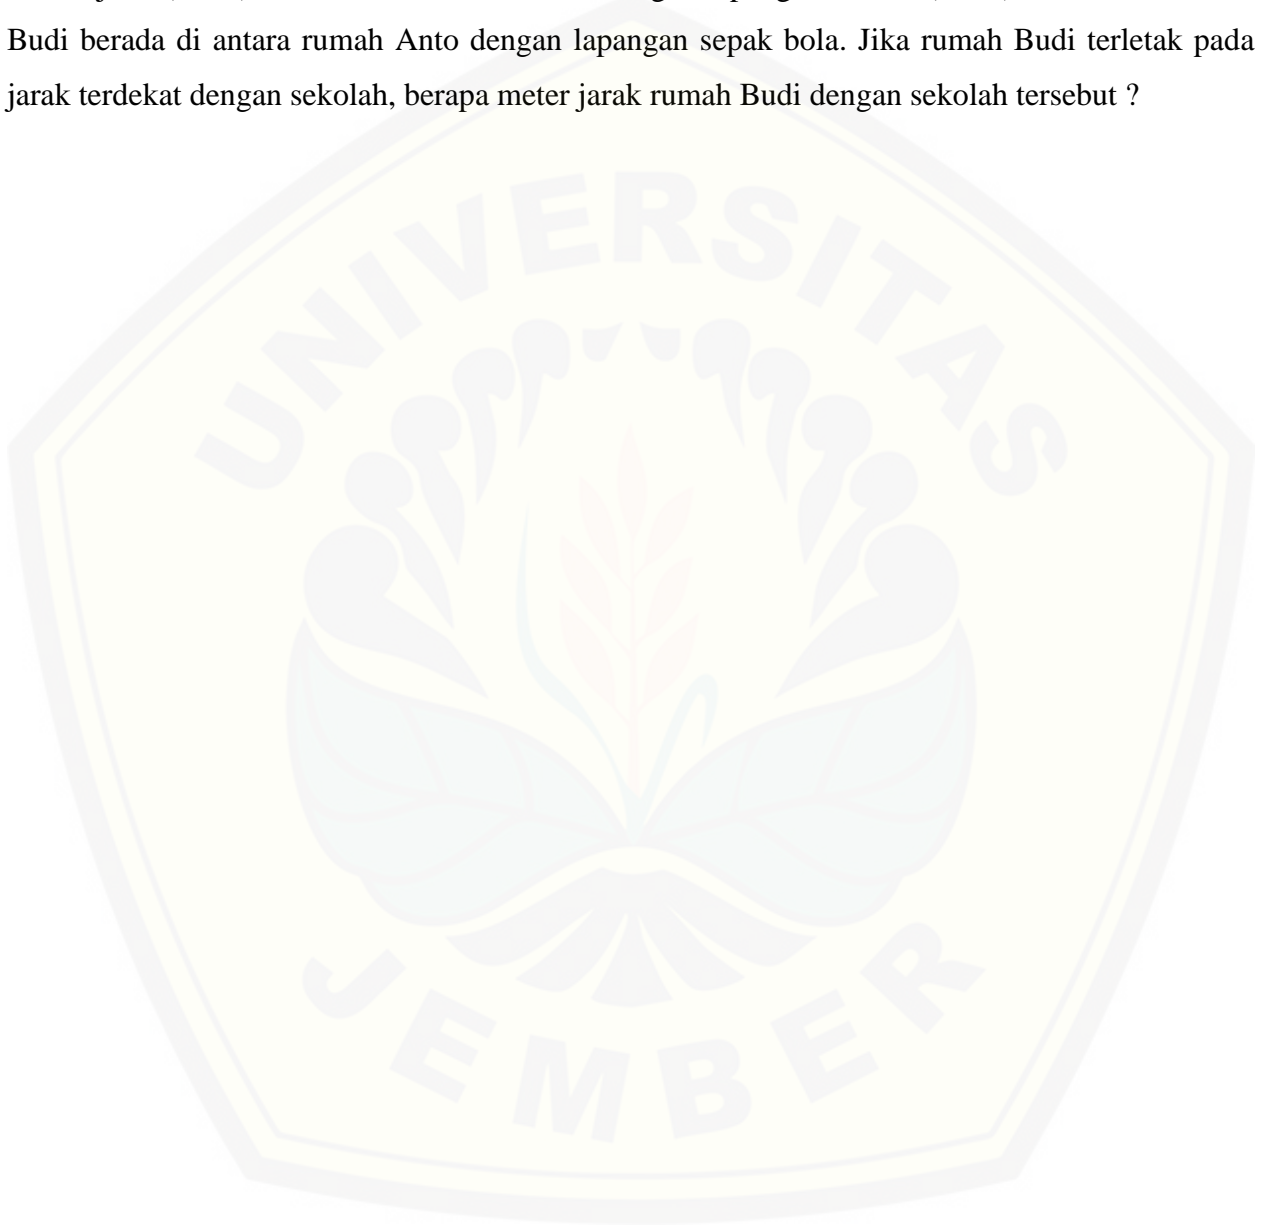 Budi berada di antara rumah Anto dengan lapangan sepak bola. Jika rumah Budi terletak pada
jarak terdekat dengan sekolah, berapa meter jarak rumah Budi dengan sekolah tersebut ?
UNIVERSITAS
JEMBER